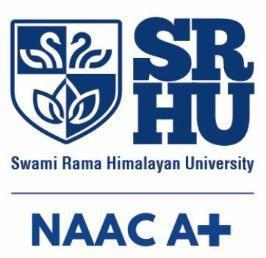 SR
HU
Swami Rama Himalayan University
NAAC A+